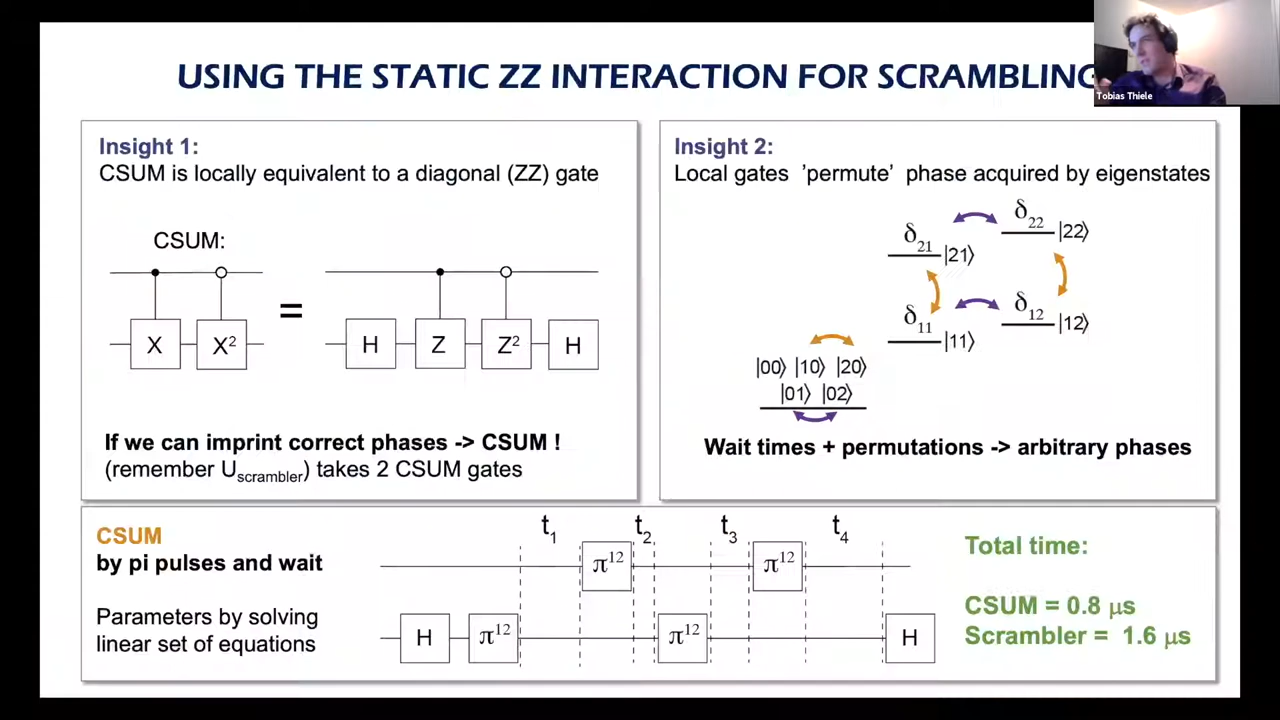 USING THE STATIC ZZ INTERACTION FOR SCRAMBLING
Tobias Thiele
Insight 1:
CSUM is locally equivalent to a diagonal (ZZ) gate
CSUM:
X X² = H Z Z² H
If we can imprint correct phases -> CSUM !
(remember U_scrambler) takes 2 CSUM gates
Insight 2:
Local gates 'permute' phase acquired by eigenstates
δ₂₂ |22⟩
δ₂₁ |21⟩
δ₁₂ |12⟩
δ₁₁ |11⟩
|00⟩ |10⟩ |20⟩
|01⟩ |02⟩
Wait times + permutations -> arbitrary phases
CSUM
by pi pulses and wait
Parameters by solving
linear set of equations
t₁ t₂ t₃ t₄
π¹² π¹²
H π¹² π¹² H
Total time:
CSUM = 0.8 μs
Scrambler = 1.6 μs